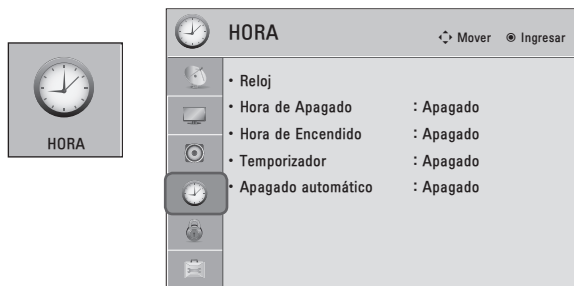 HORA
HORA
Mover Ingresar
• Reloj
• Hora de Apagado : Apagado
• Hora de Encendido : Apagado
• Temporizador : Apagado
• Apagado automático : Apagado